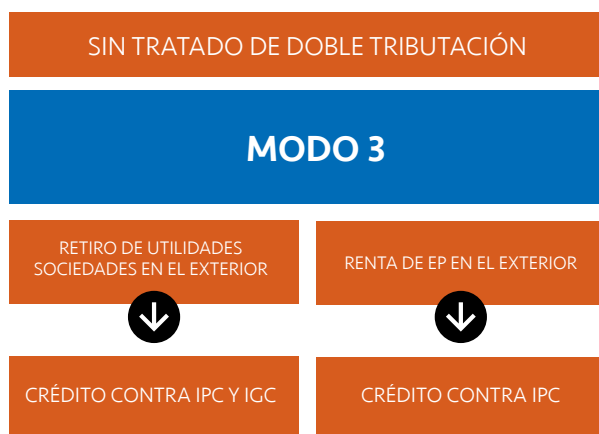 SIN TRATADO DE DOBLE TRIBUTACIÓN
MODO 3
RETIRO DE UTILIDADES
SOCIEDADES EN EL EXTERIOR
RENTA DE EP EN EL EXTERIOR
CRÉDITO CONTRA IPC Y IGC
CRÉDITO CONTRA IPC